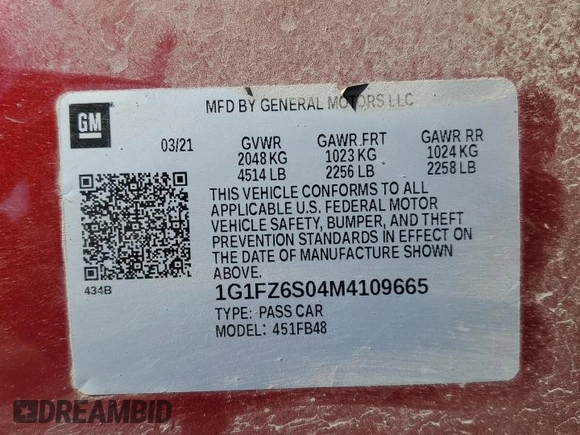 MFD BY GENERAL MOTORS LLC
GM
03/21 GVWR GAWR FRT GAWR RR
2048 KG 1023 KG 1024 KG
4514 LB 2256 LB 2258 LB
THIS VEHICLE CONFORMS TO ALL
APPLICABLE U.S. FEDERAL MOTOR
VEHICLE SAFETY, BUMPER, AND THEFT
PREVENTION STANDARDS IN EFFECT ON
THE DATE OF MANUFACTURE SHOWN
ABOVE.
434B
1G1FZ6S04M4109665
TYPE: PASS CAR
MODEL: 451FB48
DREAMBID